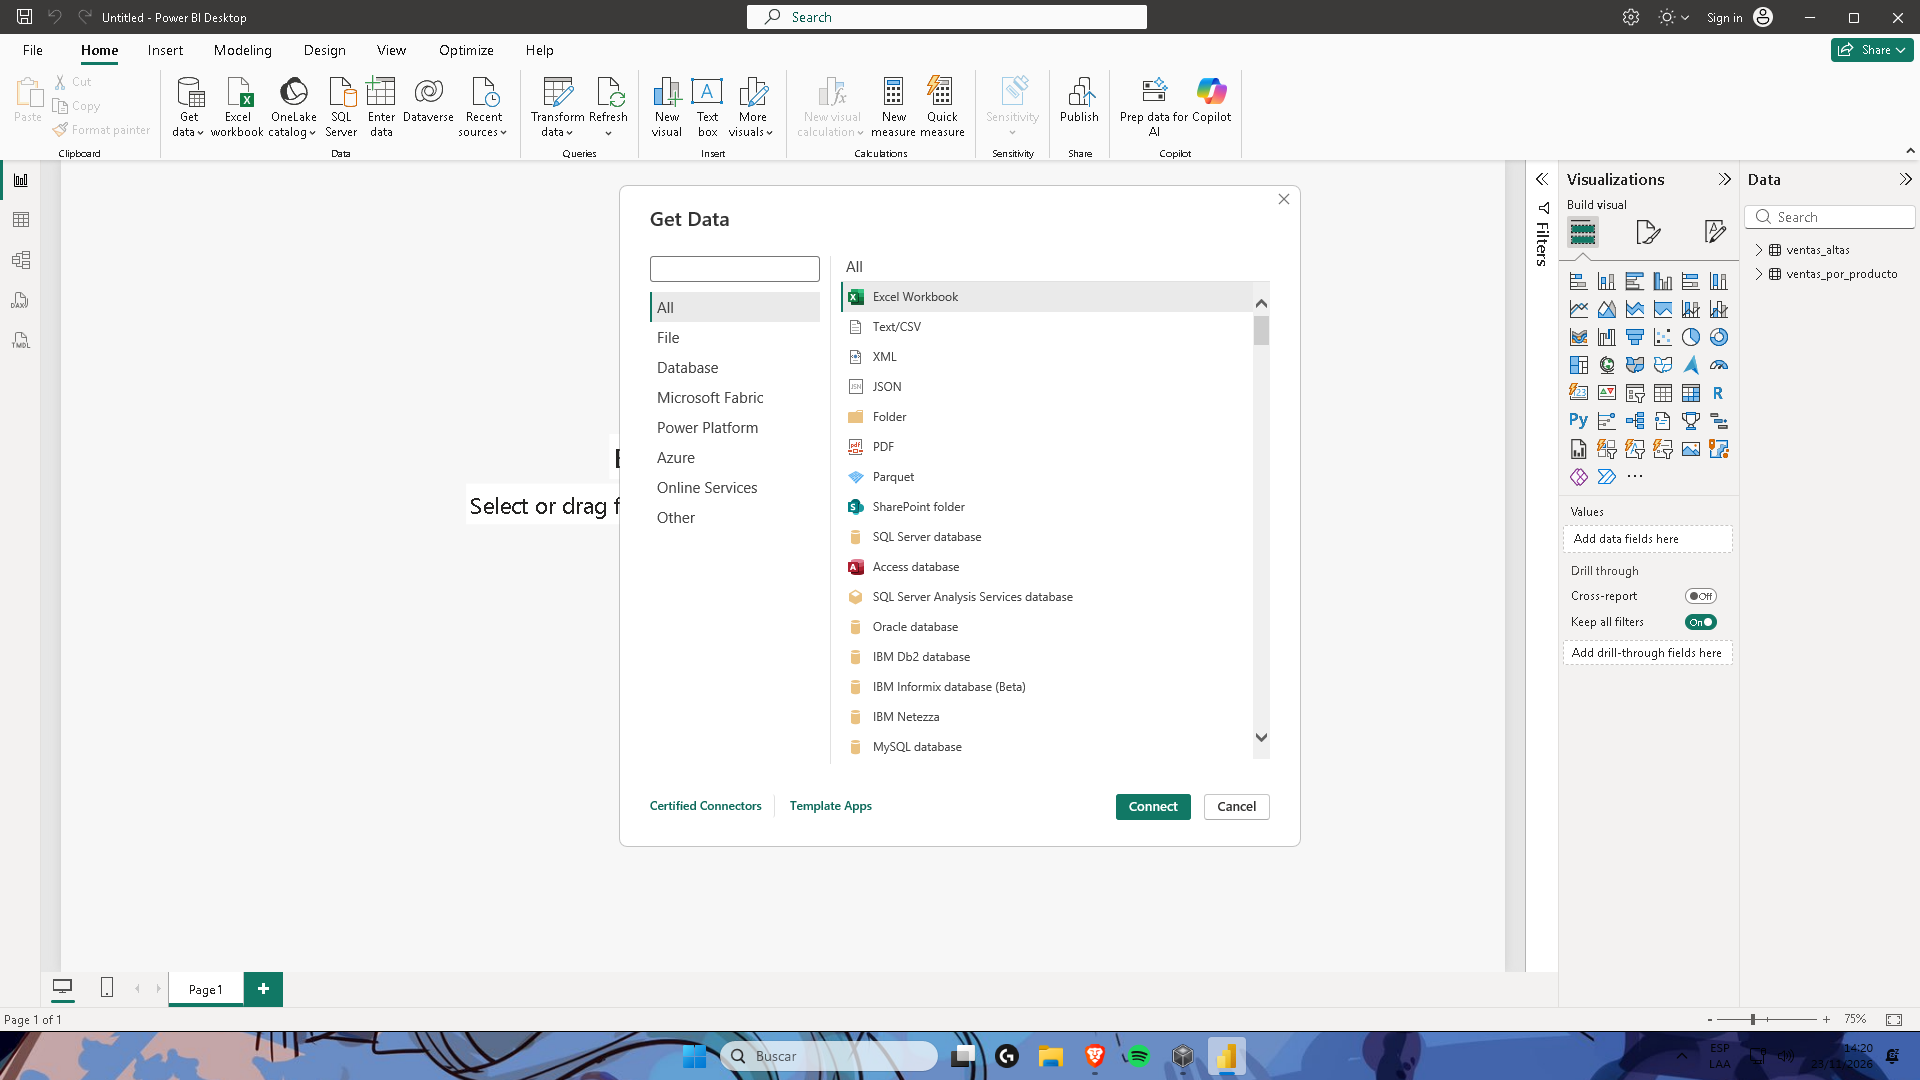 Untitled - Power BI Desktop
Search
Sign in
File
Home
Insert
Modeling
Design
View
Optimize
Help
Share
Paste
Cut
Copy
Format painter
Clipboard
Get data
Excel workbook
OneLake catalog
SQL Server
Enter data
Dataverse
Recent sources
Data
Transform data
Refresh
Queries
New visual
Text box
More visuals
Insert
New visual calculation
New measure
Quick measure
Calculations
Sensitivity
Sensitivity
Publish
Share
Prep data for AI
Copilot
Copilot
DAX
TMDL
Select or drag f
Get Data
All
File
Database
Microsoft Fabric
Power Platform
Azure
Online Services
Other
All
Excel Workbook
Text/CSV
XML
JSON
Folder
PDF
Parquet
SharePoint folder
SQL Server database
Access database
SQL Server Analysis Services database
Oracle database
IBM Db2 database
IBM Informix database (Beta)
IBM Netezza
MySQL database
Certified Connectors
Template Apps
Connect
Cancel
Filters
Visualizations
Build visual
Values
Add data fields here
Drill through
Cross-report
Off
Keep all filters
On
Add drill-through fields here
Data
Search
ventas_altas
ventas_por_producto
Page 1
Page 1 of 1
75%
Buscar
ESP
LAA
14:20
23/11/2026